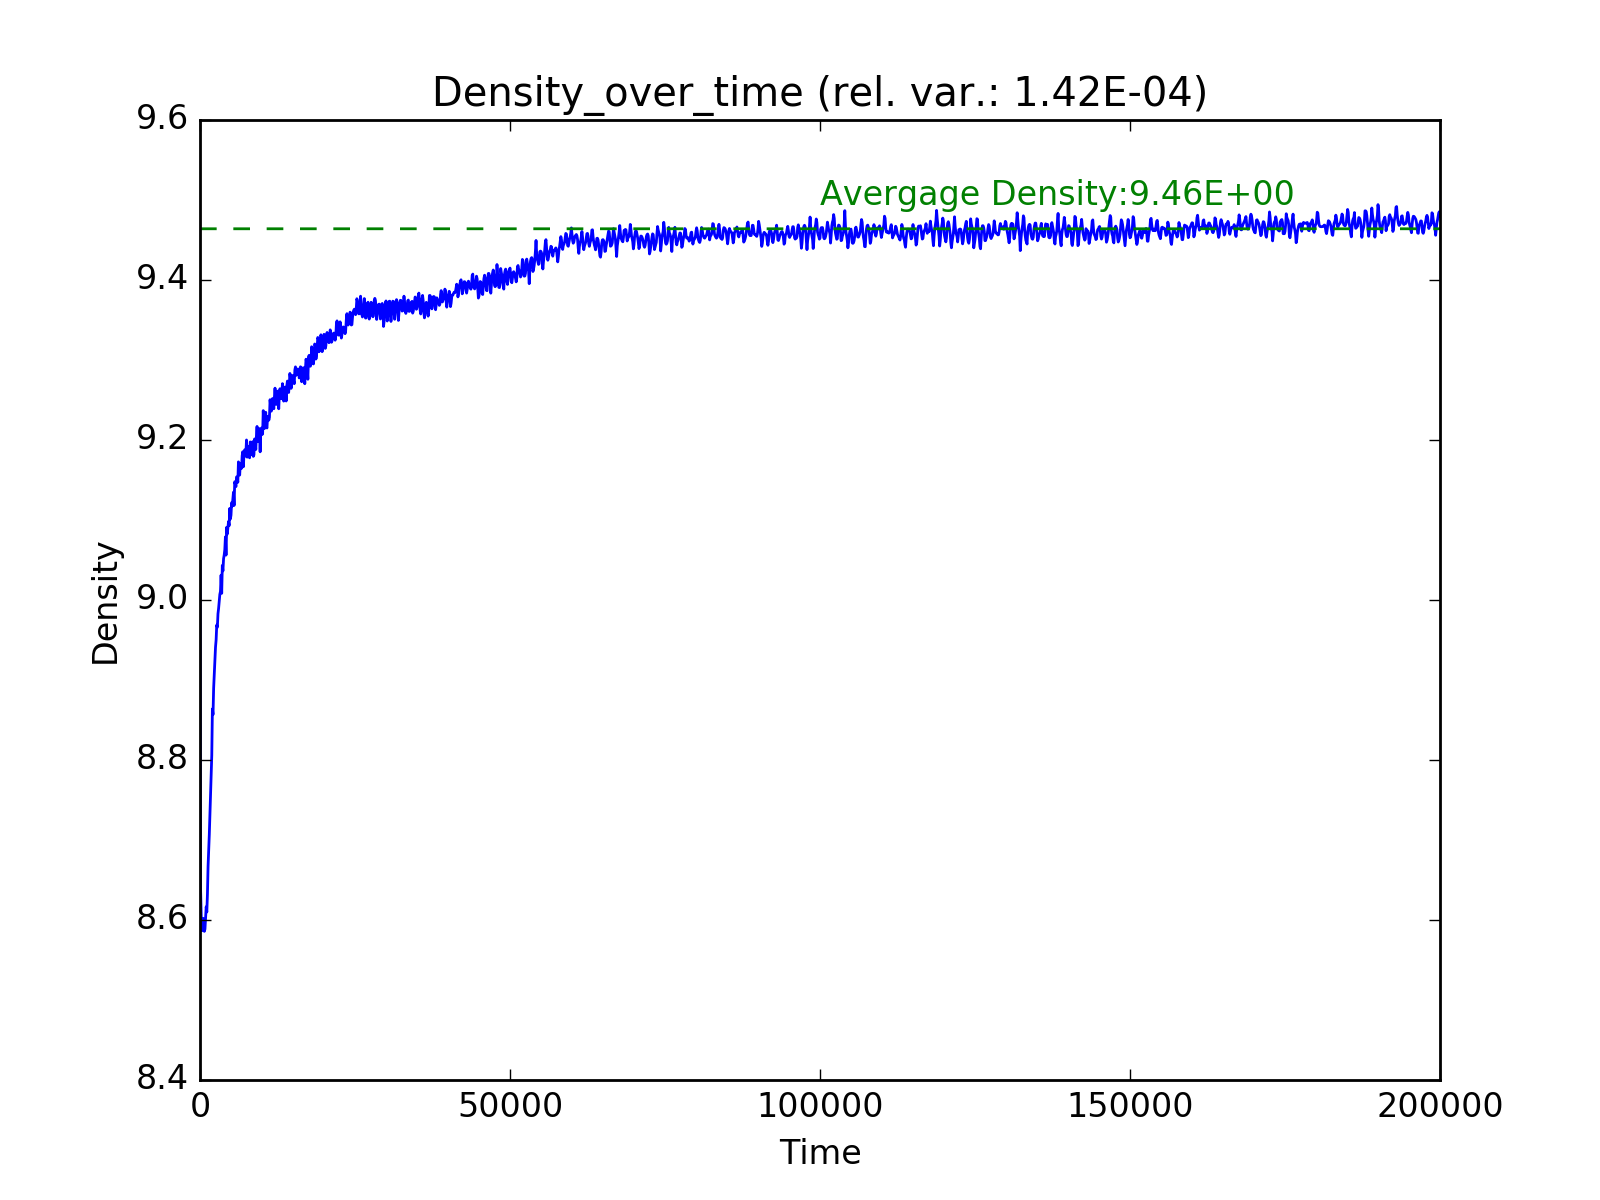 Density_over_time (rel. var.: 1.42E-04)
9.6
9.4
9.2
9.0
8.8
8.6
8.4
Density
Avergage Density:9.46E+00
0 50000 100000 150000 200000
Time